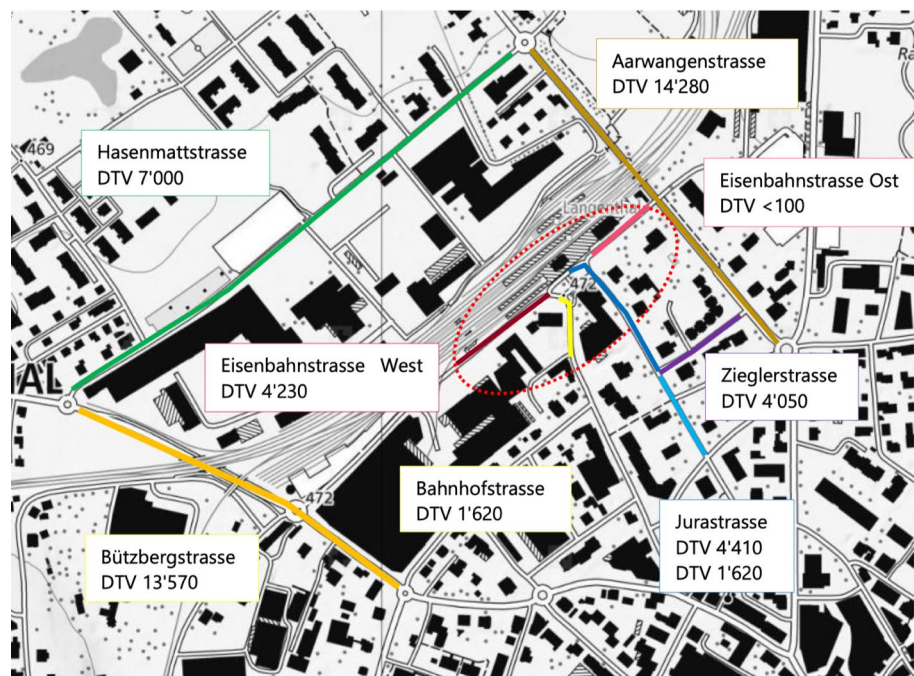 Aarwangenstrasse
DTV 14'280
469
Hasenmattstrasse
DTV 7'000
Eisenbahnstrasse Ost
DTV <100
472
Eisenbahnstrasse West
DTV 4'230
Zieglerstrasse
DTV 4'050
472
Bahnhofstrasse
DTV 1'620
Jurastrasse
DTV 4'410
DTV 1'620
Bützbergstrasse
DTV 13'570